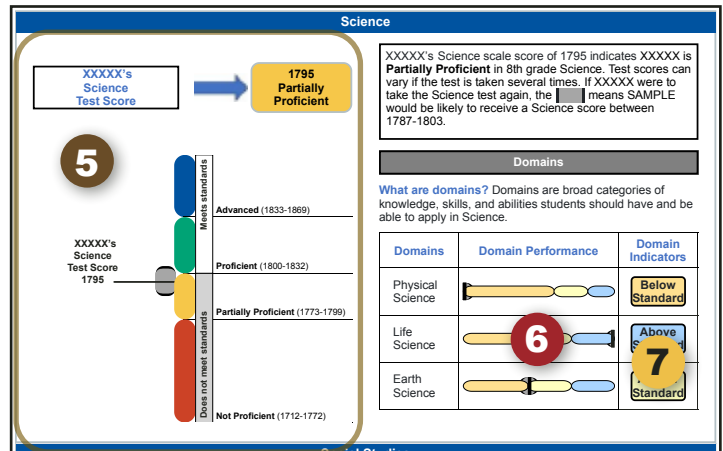 Science
XXXXX's
Science
Test Score
1795
Partially
Proficient
5
Meets standards
Advanced (1833-1869)
Proficient (1800-1832)
XXXXX's
Science
Test Score
1795
Partially Proficient (1773-1799)
Does not meet standards
Not Proficient (1712-1772)
XXXXX's Science scale score of 1795 indicates XXXXX is
Partially Proficient in 8th grade Science. Test scores can
vary if the test is taken several times. If XXXXX were to
take the Science test again, the means SAMPLE
would be likely to receive a Science score between
1787-1803.
Domains
What are domains? Domains are broad categories of
knowledge, skills, and abilities students should have and be
able to apply in Science.
Domains
Domain Performance
Domain
Indicators
Physical
Science
Below
Standard
Life
Science
6
Above
7
Earth
Science
Standard